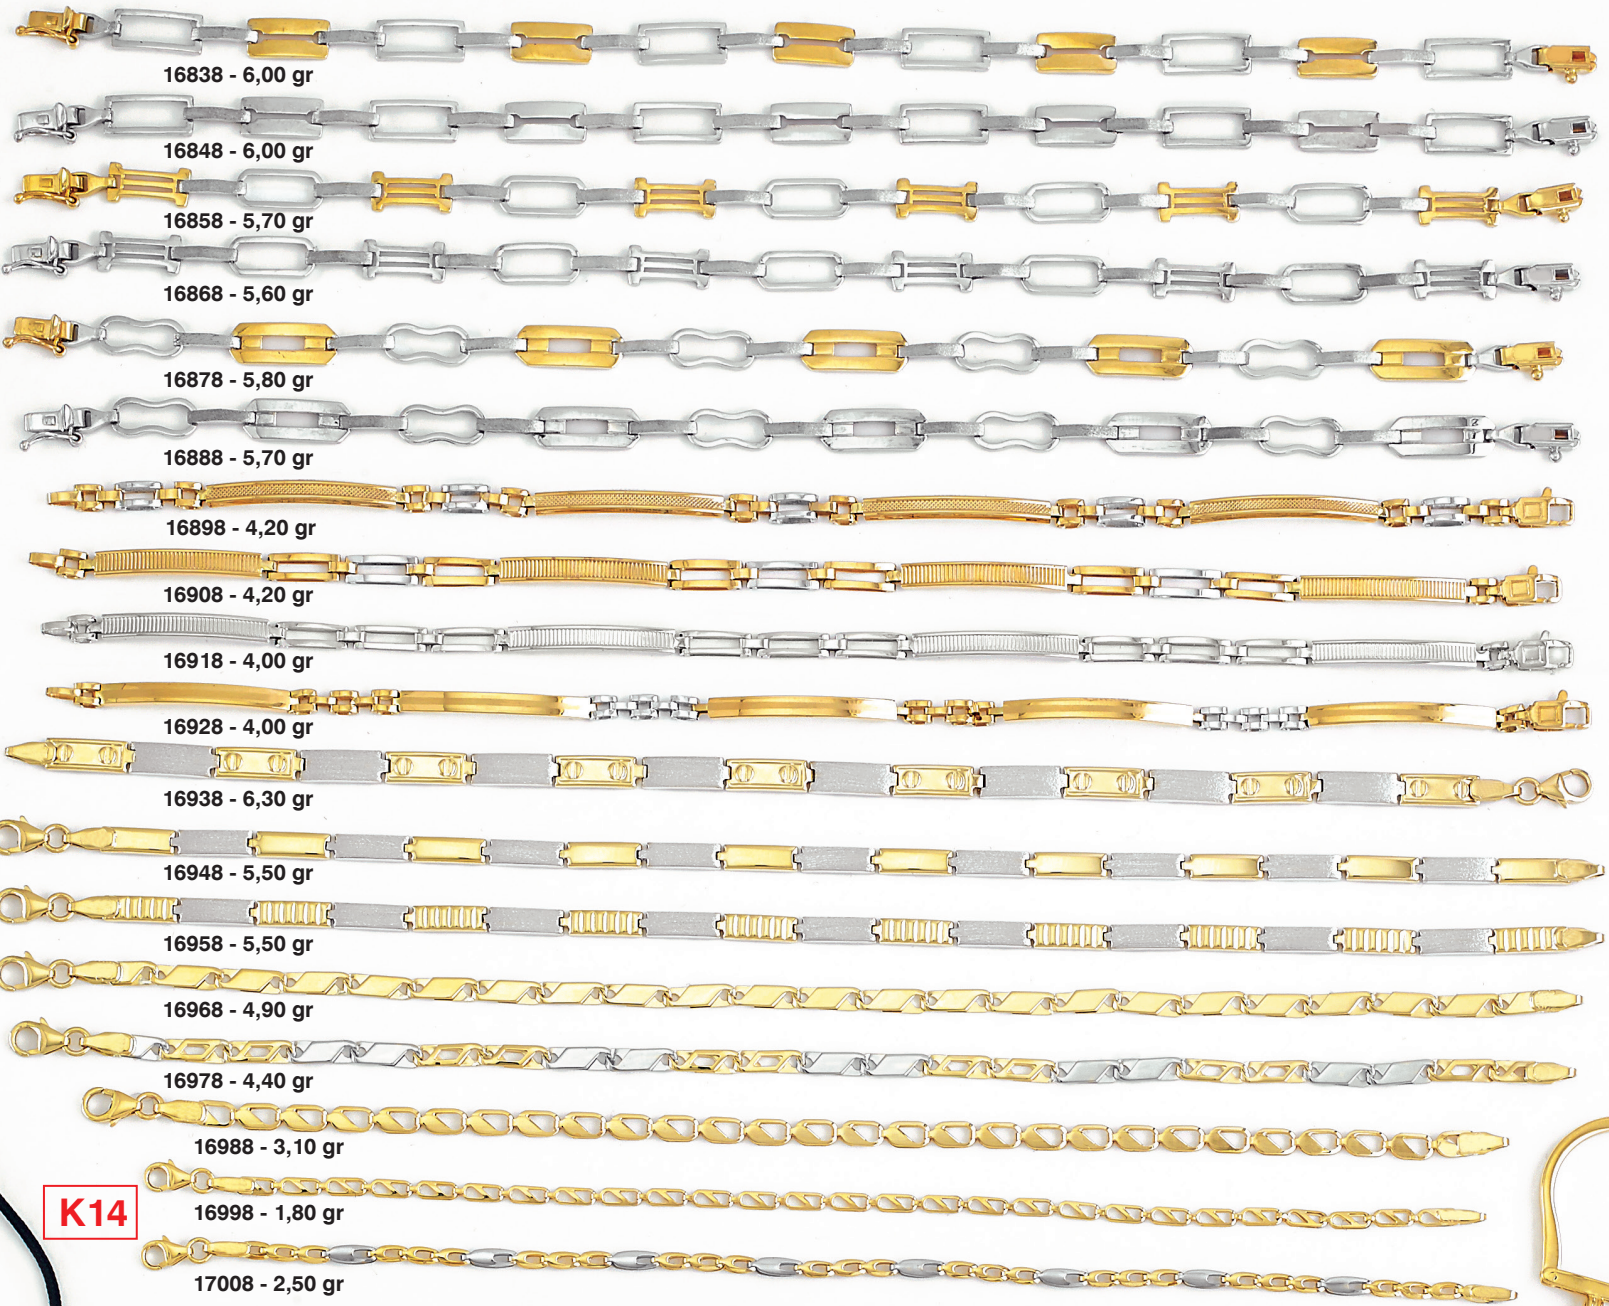 16838 - 6,00 gr
16848 - 6,00 gr
16858 - 5,70 gr
16868 - 5,60 gr
16878 - 5,80 gr
16888 - 5,70 gr
16898 - 4,20 gr
16908 - 4,20 gr
16918 - 4,00 gr
16928 - 4,00 gr
16938 - 6,30 gr
16948 - 5,50 gr
16958 - 5,50 gr
16968 - 4,90 gr
16978 - 4,40 gr
16988 - 3,10 gr
K14
16998 - 1,80 gr
17008 - 2,50 gr